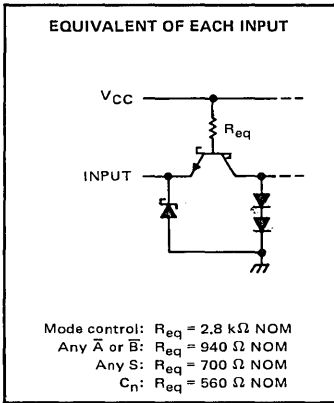 EQUIVALENT OF EACH INPUT
VCC
Req
INPUT
Mode control: Req = 2,8 kΩ NOM
Any A̅ or B̅: Req = 940 Ω NOM
Any S: Req = 700 Ω NOM
Cn: Req = 560 Ω NOM